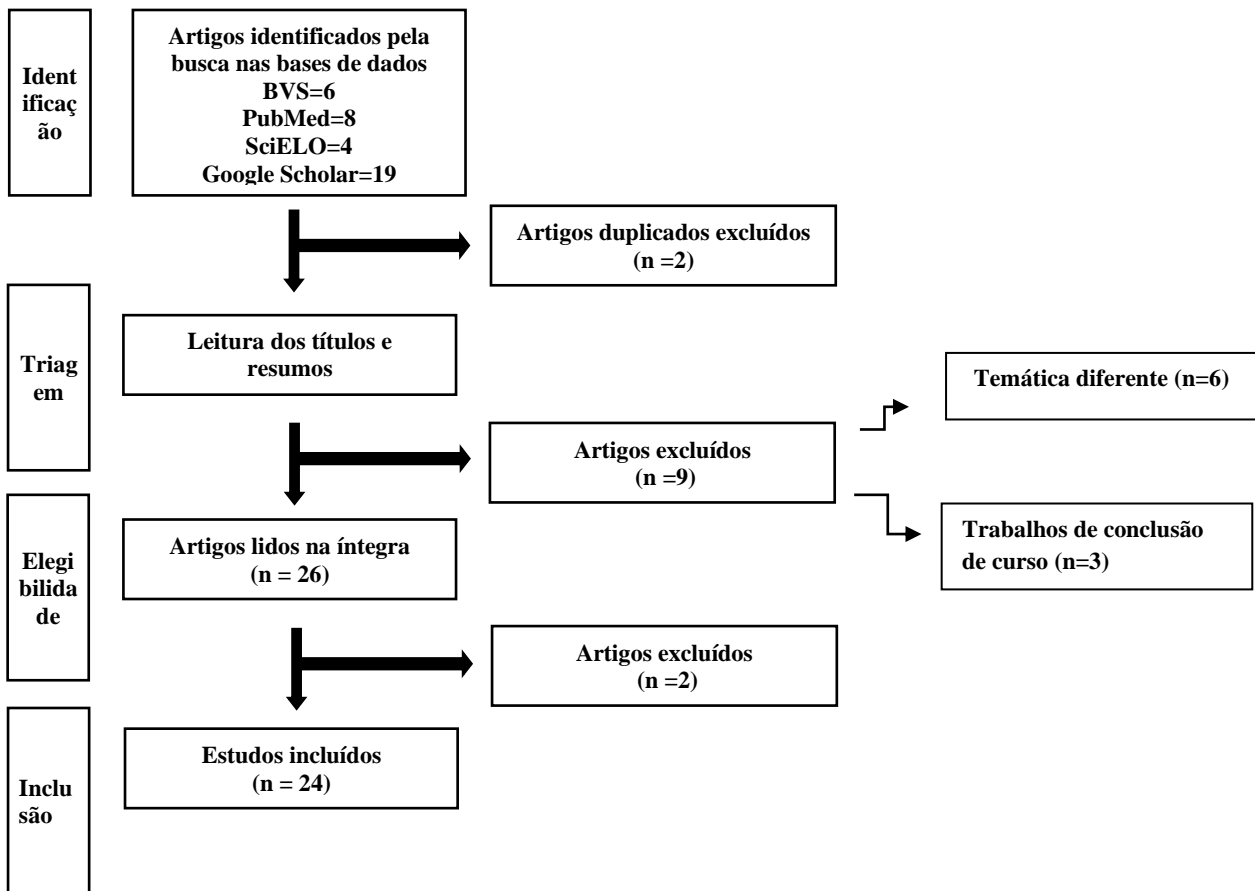 Ident
ificaç
ão
Artigos identificados pela
busca nas bases de dados
BVS=6
PubMed=8
SciELO=4
Google Scholar=19
Artigos duplicados excluídos
(n =2)
Triag
em
Leitura dos títulos e
resumos
Artigos excluídos
(n =9)
Temática diferente (n=6)
Trabalhos de conclusão
de curso (n=3)
Elegi
bilida
de
Artigos lidos na íntegra
(n = 26)
Artigos excluídos
(n =2)
Inclu
são
Estudos incluídos
(n = 24)